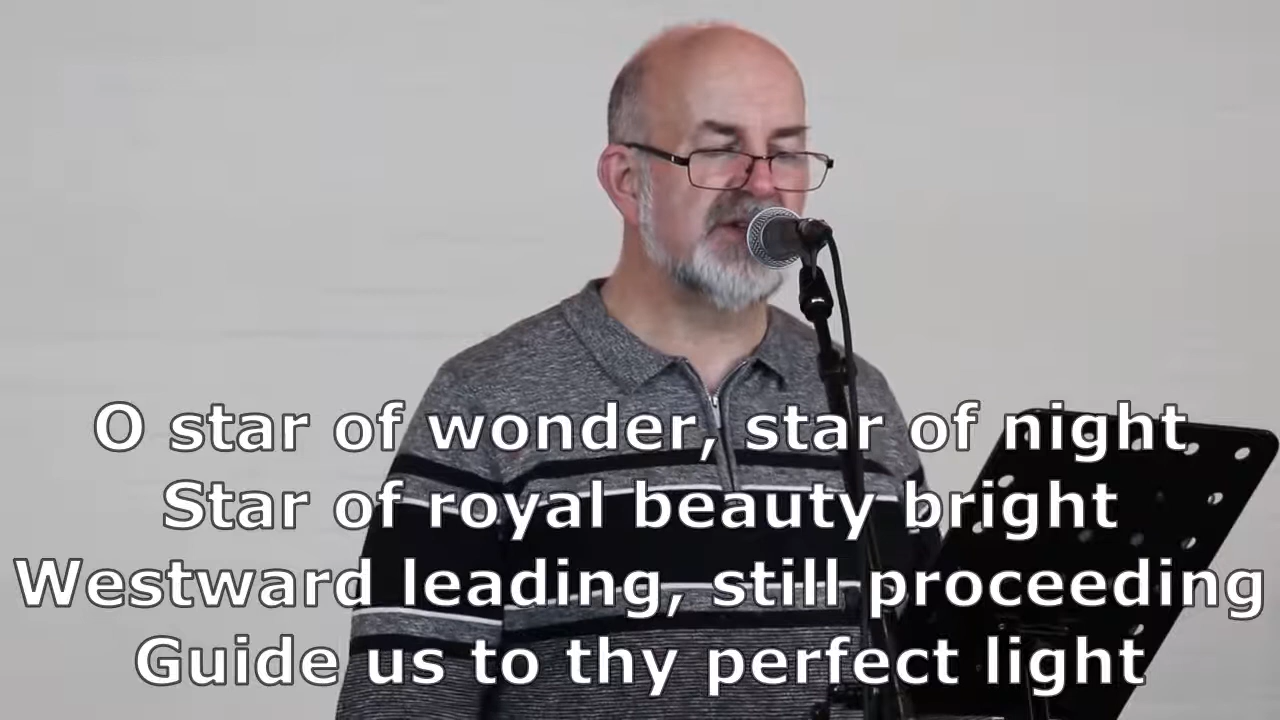 O star of wonder, star of night
Star of royal beauty bright
Westward leading, still proceeding
Guide us to thy perfect light